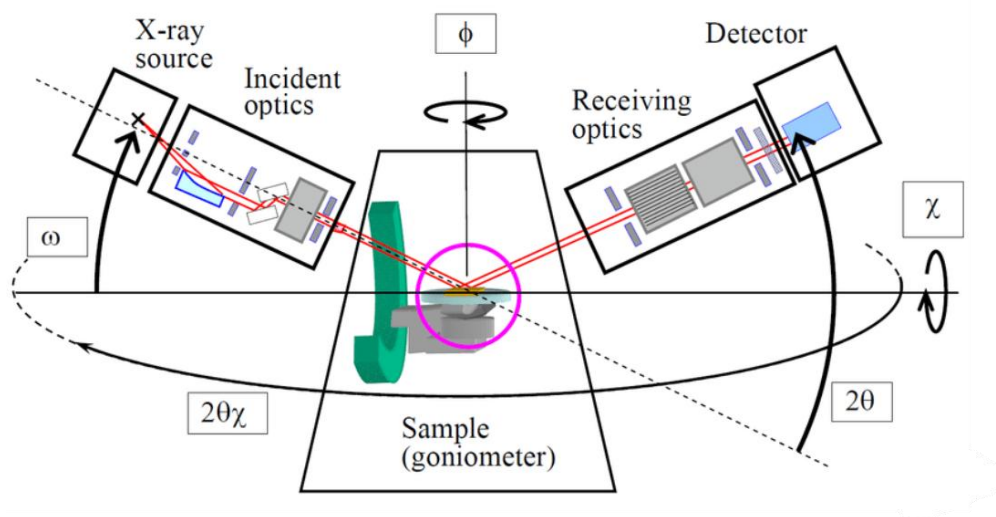 X-ray
source
Incident
optics
ϕ
Receiving
optics
Detector
ω
χ
2θχ
2θ
Sample
(goniometer)